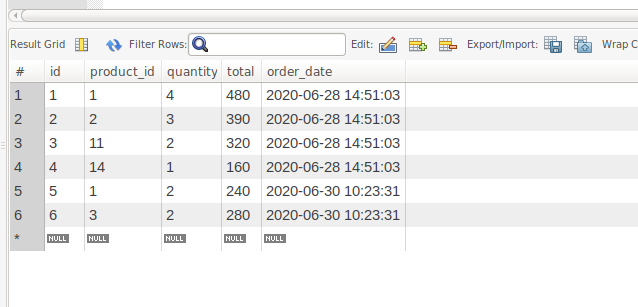 Result Grid Filter Rows: Edit: Export/Import: Wrap C
# id product_id quantity total order_date
1 1 1 4 480 2020-06-28 14:51:03
2 2 2 3 390 2020-06-28 14:51:03
3 3 11 2 320 2020-06-28 14:51:03
4 4 14 1 160 2020-06-28 14:51:03
5 5 1 2 240 2020-06-30 10:23:31
6 6 3 2 280 2020-06-30 10:23:31
* NULL NULL NULL NULL NULL